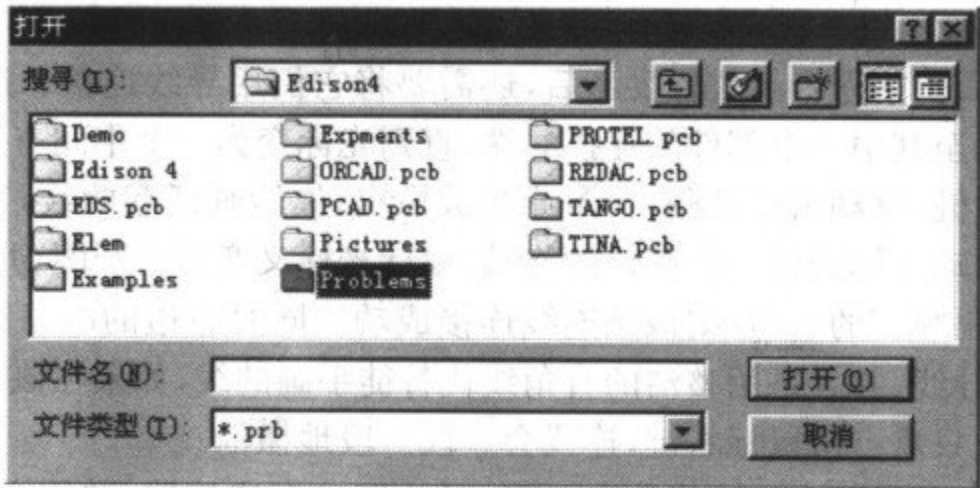 打开
搜寻(I):
Edison4
Demo
Expments
PROTEL.pcb
Edison 4
ORCAD.pcb
REDAC.pcb
EDS.pcb
PCAD.pcb
TANGO.pcb
Elem
Pictures
TINA.pcb
Examples
Problems
文件名(N):
打开(O)
文件类型(T):
*.prb
取消